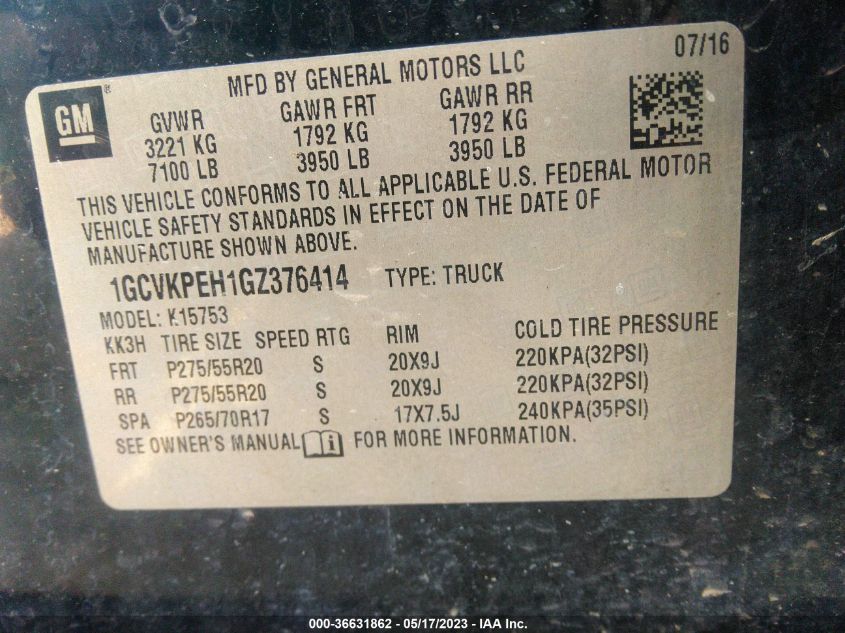 07/16
MFD BY GENERAL MOTORS LLC
GM ®
GVWR GAWR FRT GAWR RR
3221 KG 1792 KG 1792 KG
7100 LB 3950 LB 3950 LB
THIS VEHICLE CONFORMS TO ALL APPLICABLE U.S. FEDERAL MOTOR
VEHICLE SAFETY STANDARDS IN EFFECT ON THE DATE OF
MANUFACTURE SHOWN ABOVE.
1GCVKPEH1GZ376414 TYPE: TRUCK
MODEL: K15753
KK3H TIRE SIZE SPEED RTG RIM COLD TIRE PRESSURE
FRT P275/55R20 S 20X9J 220KPA(32PSI)
RR P275/55R20 S 20X9J 220KPA(32PSI)
SPA P265/70R17 S 17X7.5J 240KPA(35PSI)
SEE OWNER'S MANUAL i FOR MORE INFORMATION.
000-36631862 - 05/17/2023 - IAA Inc.